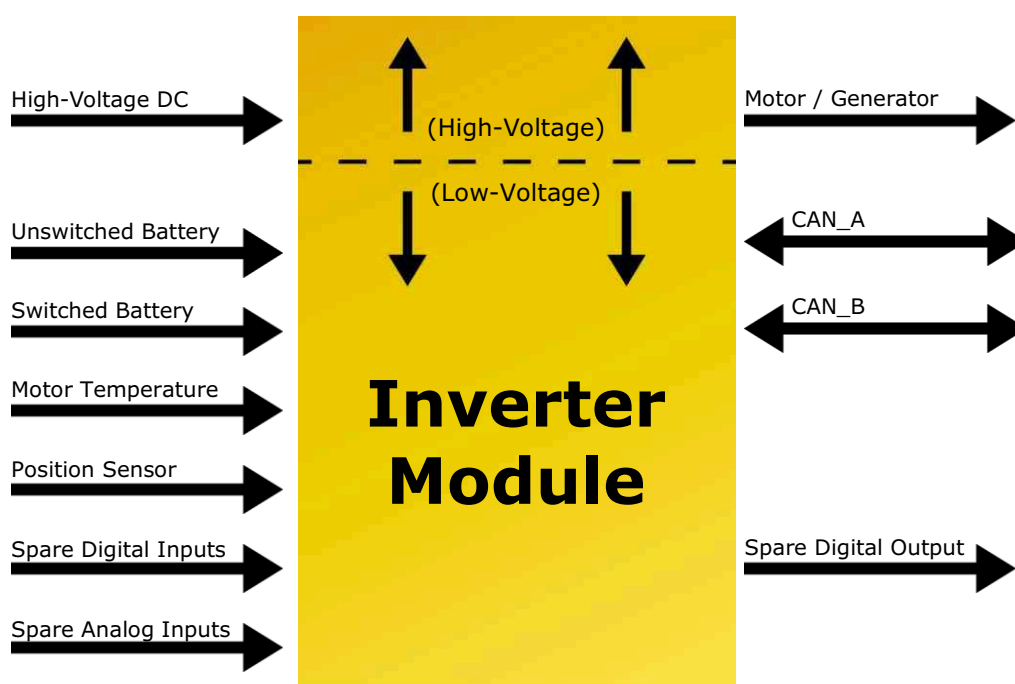 High-Voltage DC
Motor / Generator
(High-Voltage)
(Low-Voltage)
Unswitched Battery
CAN_A
Switched Battery
CAN_B
Motor Temperature
Inverter
Module
Position Sensor
Spare Digital Inputs
Spare Digital Output
Spare Analog Inputs